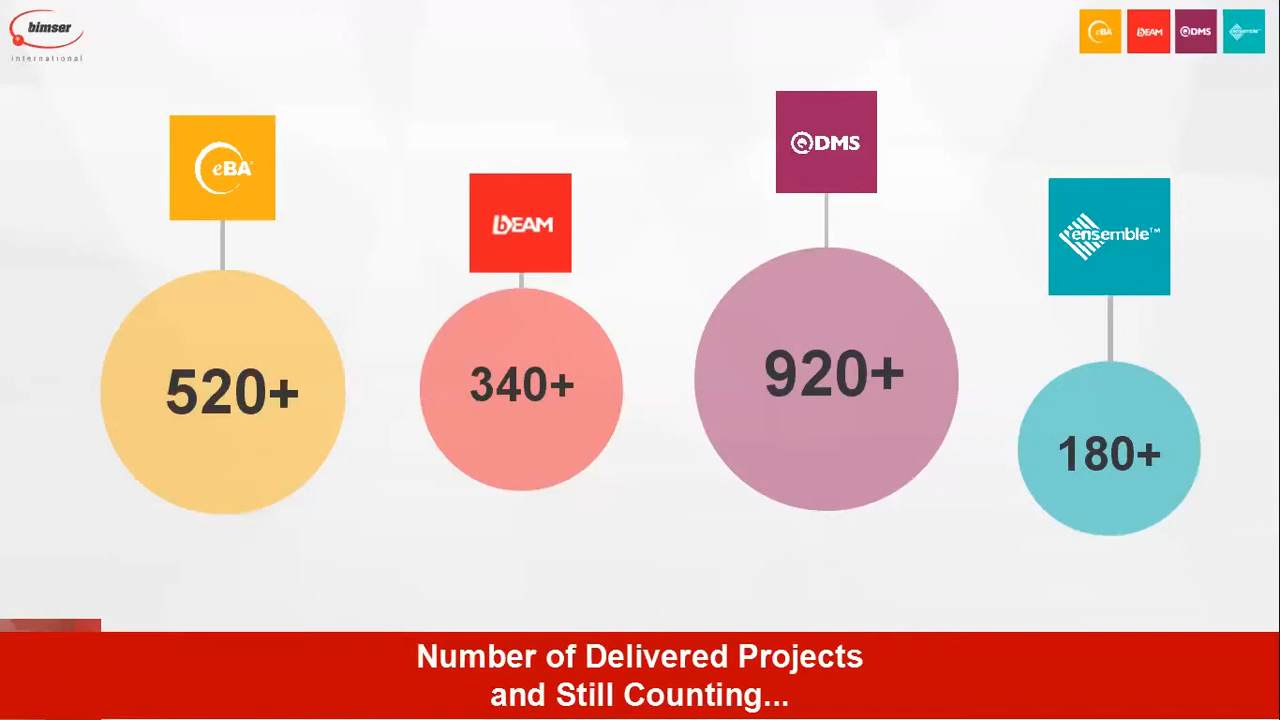 bimser
international
eBA
bEAM
QDMS
ensemble
eBA
bEAM
QDMS
ensemble™
520+
340+
920+
180+
Number of Delivered Projects
and Still Counting...